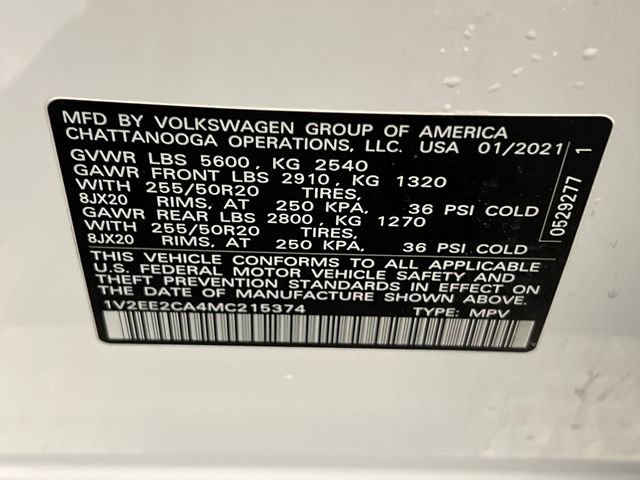 MFD BY VOLKSWAGEN GROUP OF AMERICA
CHATTANOOGA OPERATIONS, LLC. USA 01/2021
GVWR LBS 5600, KG 2540
GAWR FRONT LBS 2910, KG 1320
WITH 255/50R20 TIRES,
8JX20 RIMS, AT 250 KPA, 36 PSI COLD
GAWR REAR LBS 2800, KG 1270
WITH 255/50R20 TIRES,
8JX20 RIMS, AT 250 KPA, 36 PSI COLD
THIS VEHICLE CONFORMS TO ALL APPLICABLE
U.S. FEDERAL MOTOR VEHICLE SAFETY AND
THEFT PREVENTION STANDARDS IN EFFECT ON
THE DATE OF MANUFACTURE SHOWN ABOVE.
1V2EE2CA4MC215374 TYPE: MPV
0529277 1